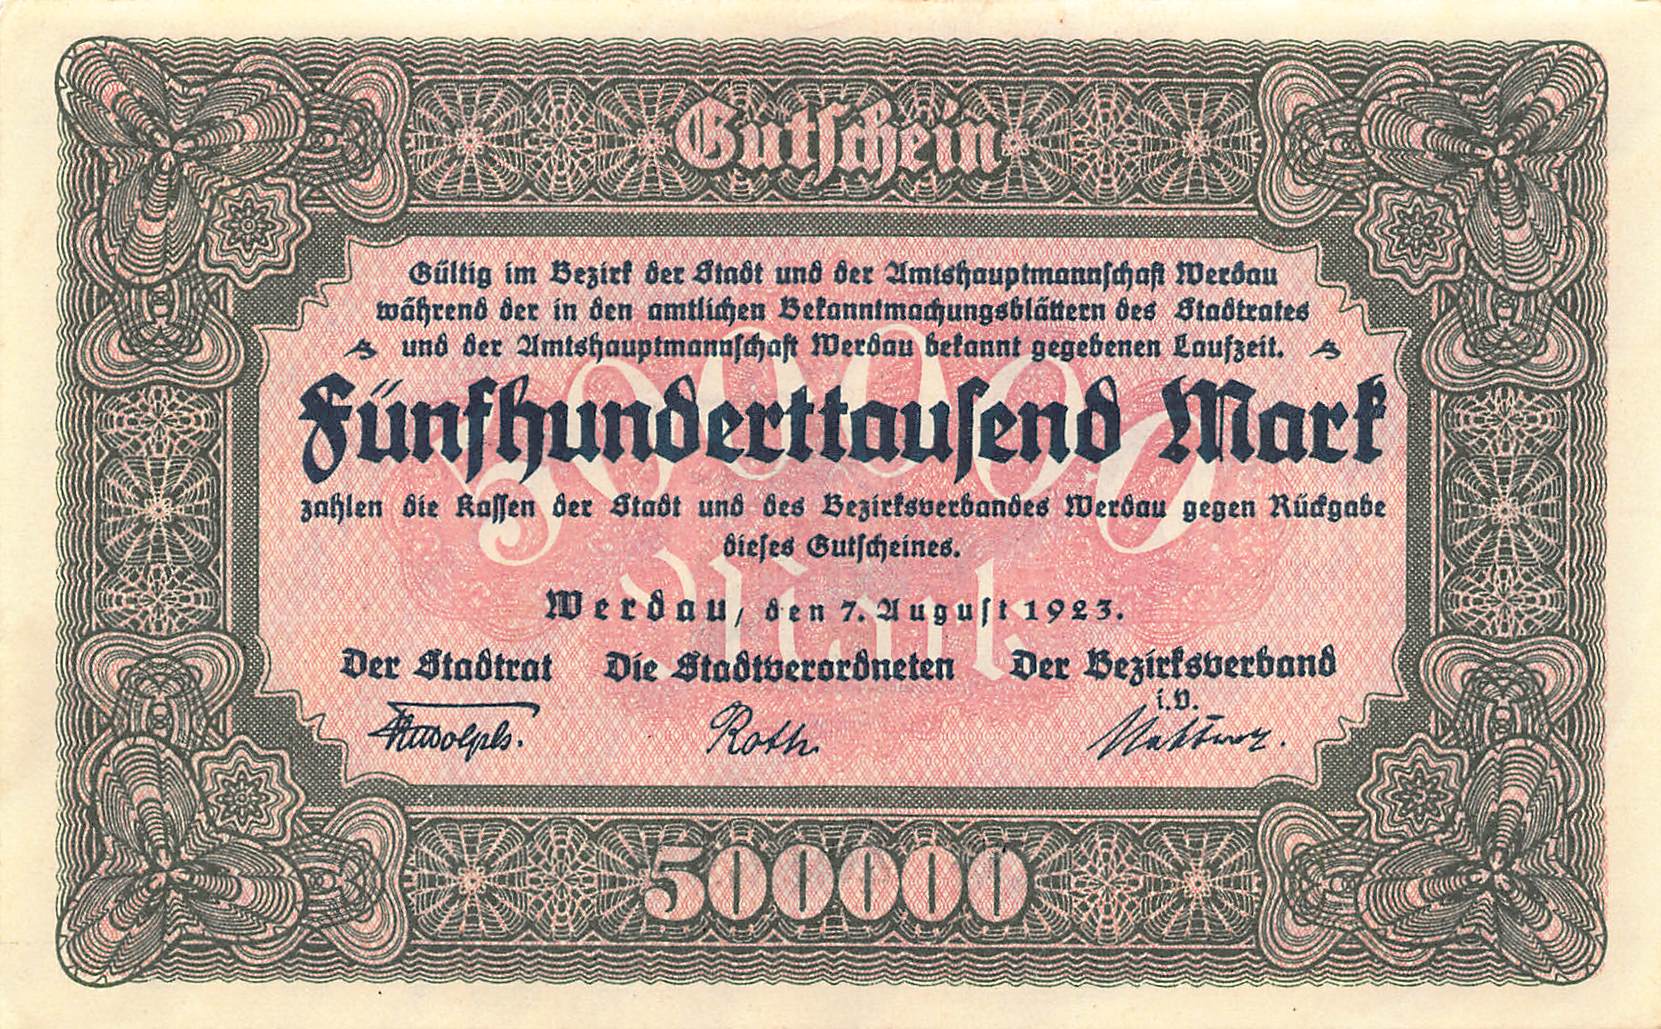 Gutschein
Gültig im Bezirk der Stadt und der Amtshauptmannschaft Werdau
während der in den amtlichen Bekanntmachungsblättern des Stadtrates
und der Amtshauptmannschaft Werdau bekannt gegebenen Laufzeit.
500000
Fünfhunderttausend Mark
zahlen die Kassen der Stadt und des Bezirksverbandes Werdau gegen Rückgabe
dieses Gutscheines.
Mark
Werdau, den 7. August 1923.
Der Stadtrat Die Stadtverordneten Der Bezirksverband
i.V.
Roth
500000